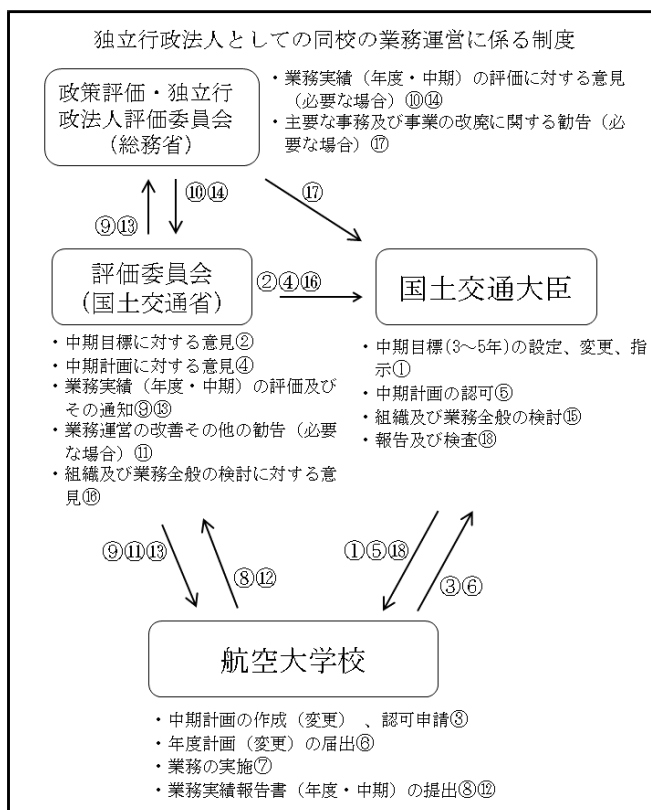 独立行政法人としての同校の業務運営に係る制度
政策評価・独立行
政法人評価委員会
(総務省)
・業務実績（年度・中期）の評価に対する意見
（必要な場合）⑩⑭
・主要な事務及び事業の改廃に関する勧告（必
要な場合）⑰
⑨⑬
⑩⑭
⑰
評価委員会
(国土交通省)
②④⑯
国土交通大臣
・中期目標に対する意見②
・中期計画に対する意見④
・業務実績（年度・中期）の評価及び
その通知⑨⑬
・業務運営の改善その他の勧告（必要
な場合）⑪
・組織及び業務全般の検討に対する意
見⑯
・中期目標(3～5年)の設定、変更、指
示①
・中期計画の認可⑤
・組織及び業務全般の検討⑮
・報告及び検査⑱
⑨⑪⑬
⑧⑫
①⑤⑱
③⑥
航空大学校
・中期計画の作成（変更）、認可申請③
・年度計画（変更）の届出⑥
・業務の実施⑦
・業務実績報告書（年度・中期）の提出⑧⑫